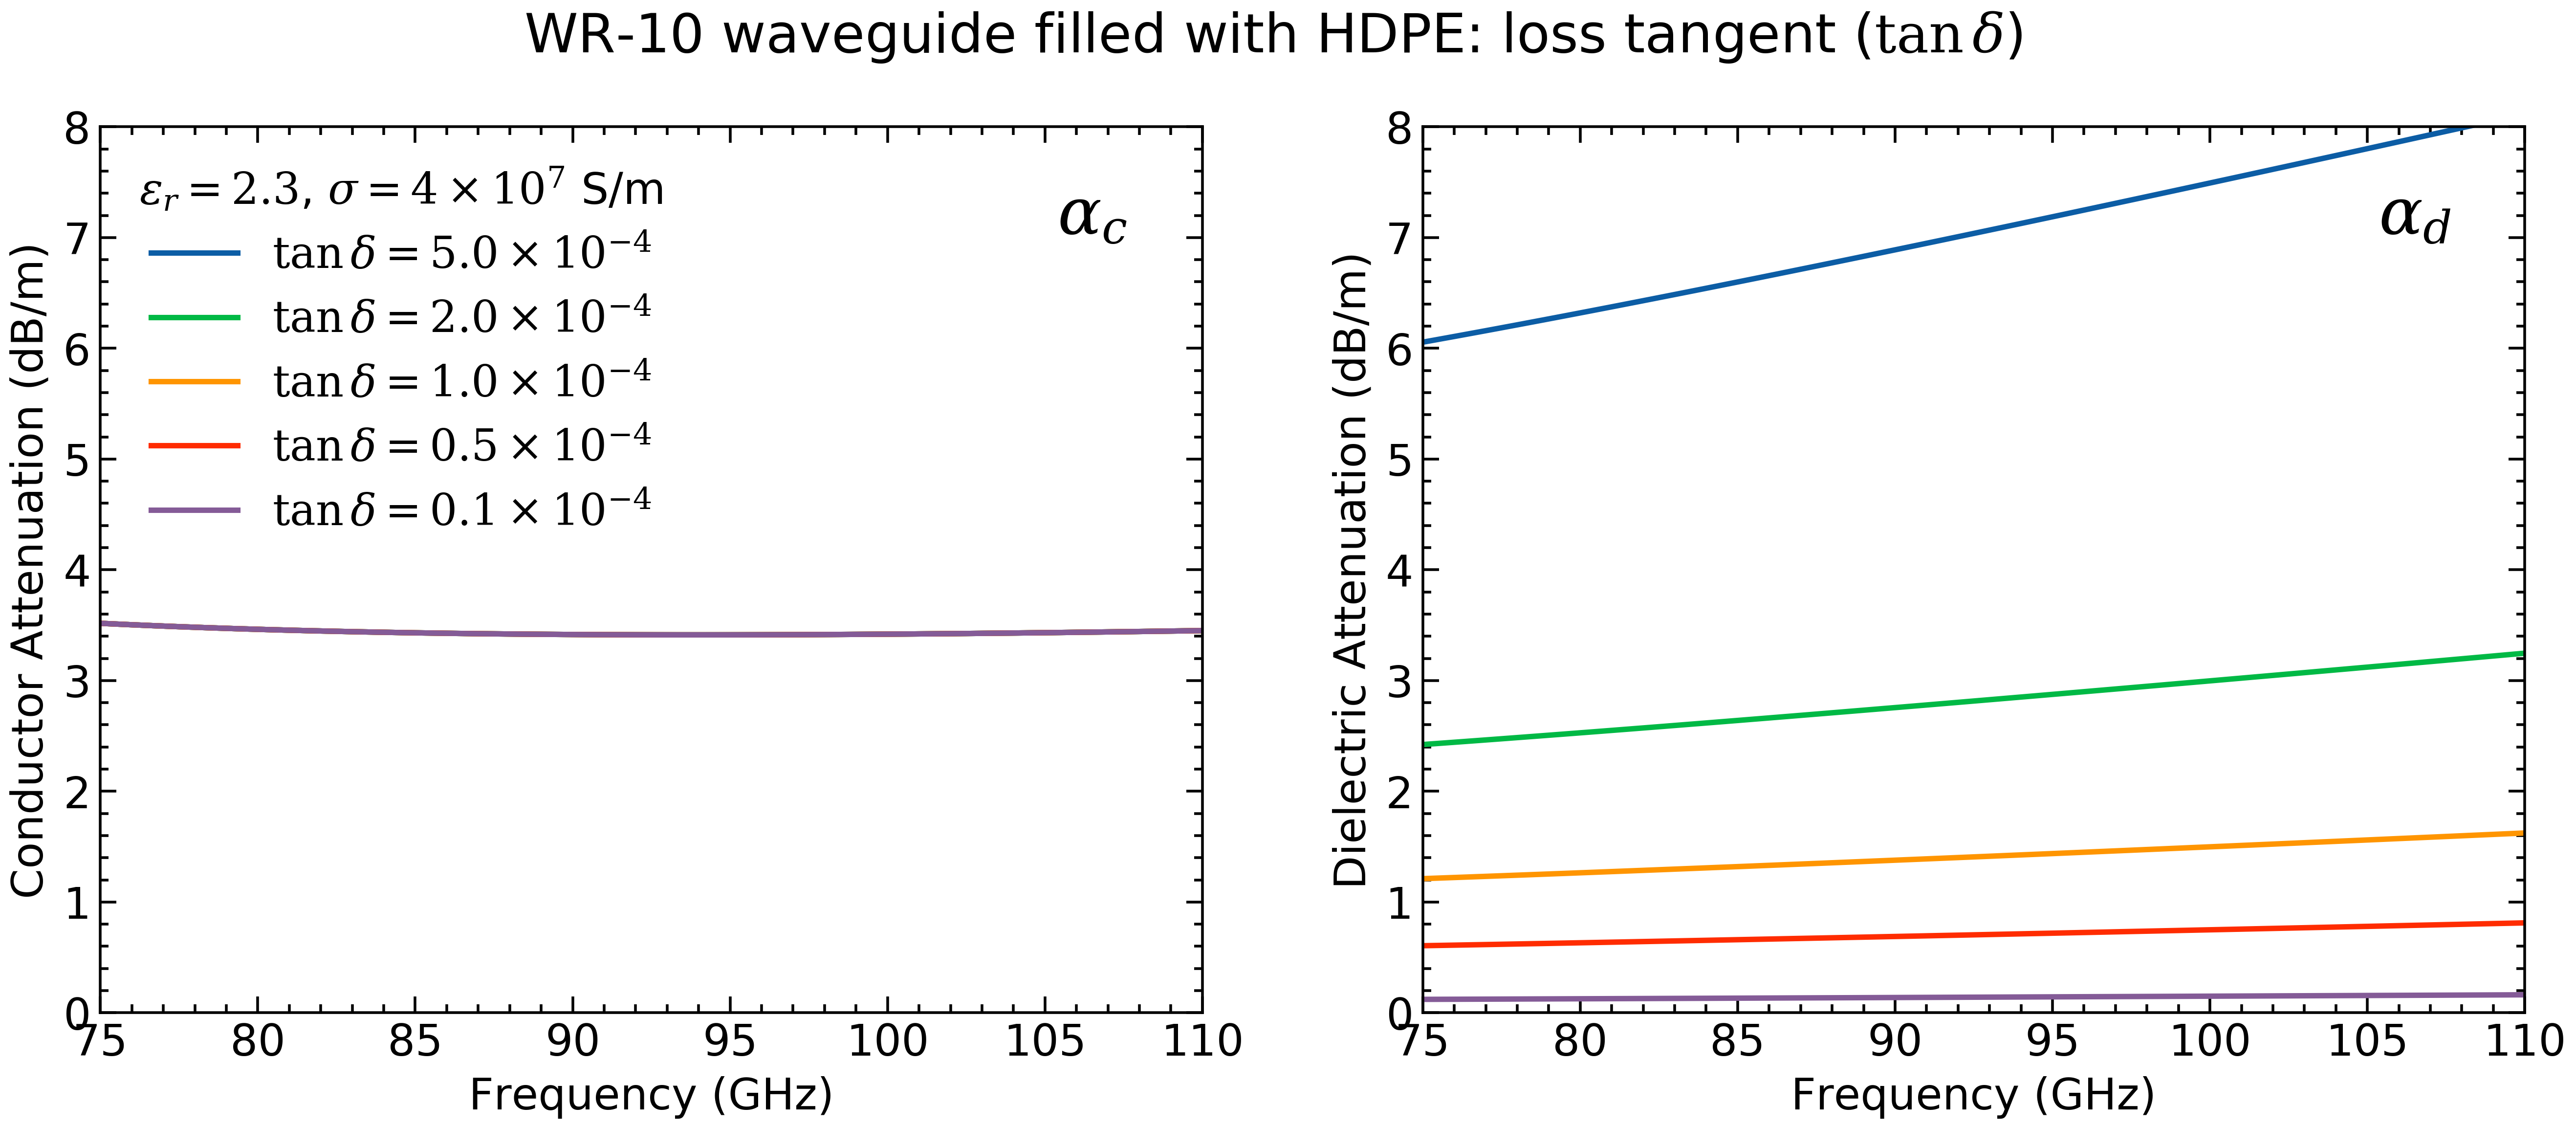 WR-10 waveguide filled with HDPE: loss tangent (tan δ)
Conductor Attenuation (dB/m)
8
7
6
5
4
3
2
1
0
εᵣ = 2.3, σ = 4 × 10⁷ S/m
tan δ = 5.0 × 10⁻⁴
tan δ = 2.0 × 10⁻⁴
tan δ = 1.0 × 10⁻⁴
tan δ = 0.5 × 10⁻⁴
tan δ = 0.1 × 10⁻⁴
α_c
75 80 85 90 95 100 105 110
Frequency (GHz)
Dielectric Attenuation (dB/m)
8
7
6
5
4
3
2
1
0
α_d
75 80 85 90 95 100 105 110
Frequency (GHz)